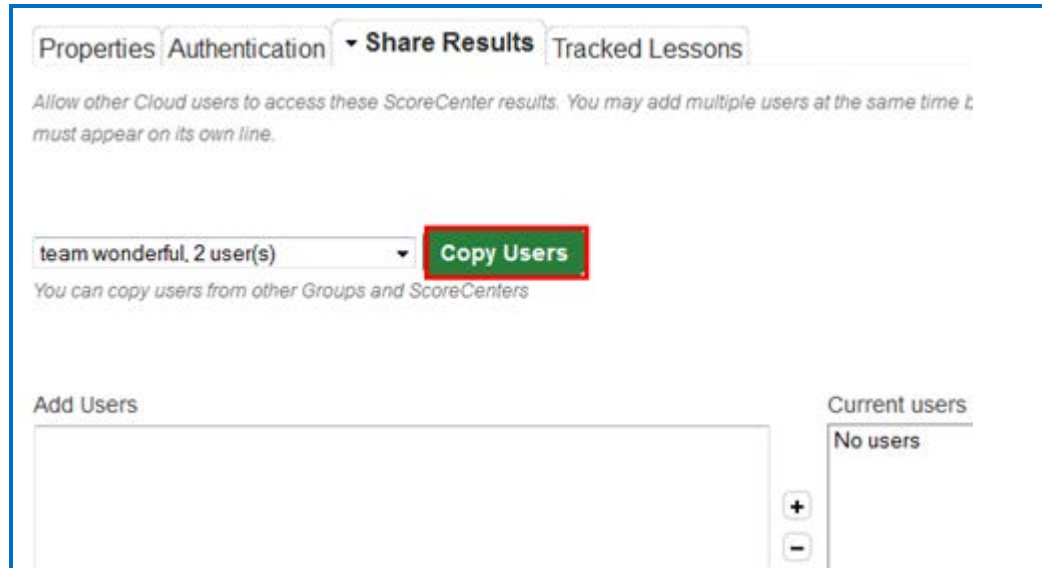 Properties Authentication Share Results Tracked Lessons
Allow other Cloud users to access these ScoreCenter results. You may add multiple users at the same time
must appear on its own line.
team wonderful, 2 user(s) Copy Users
You can copy users from other Groups and ScoreCenters
Add Users Current users
No users
+
−